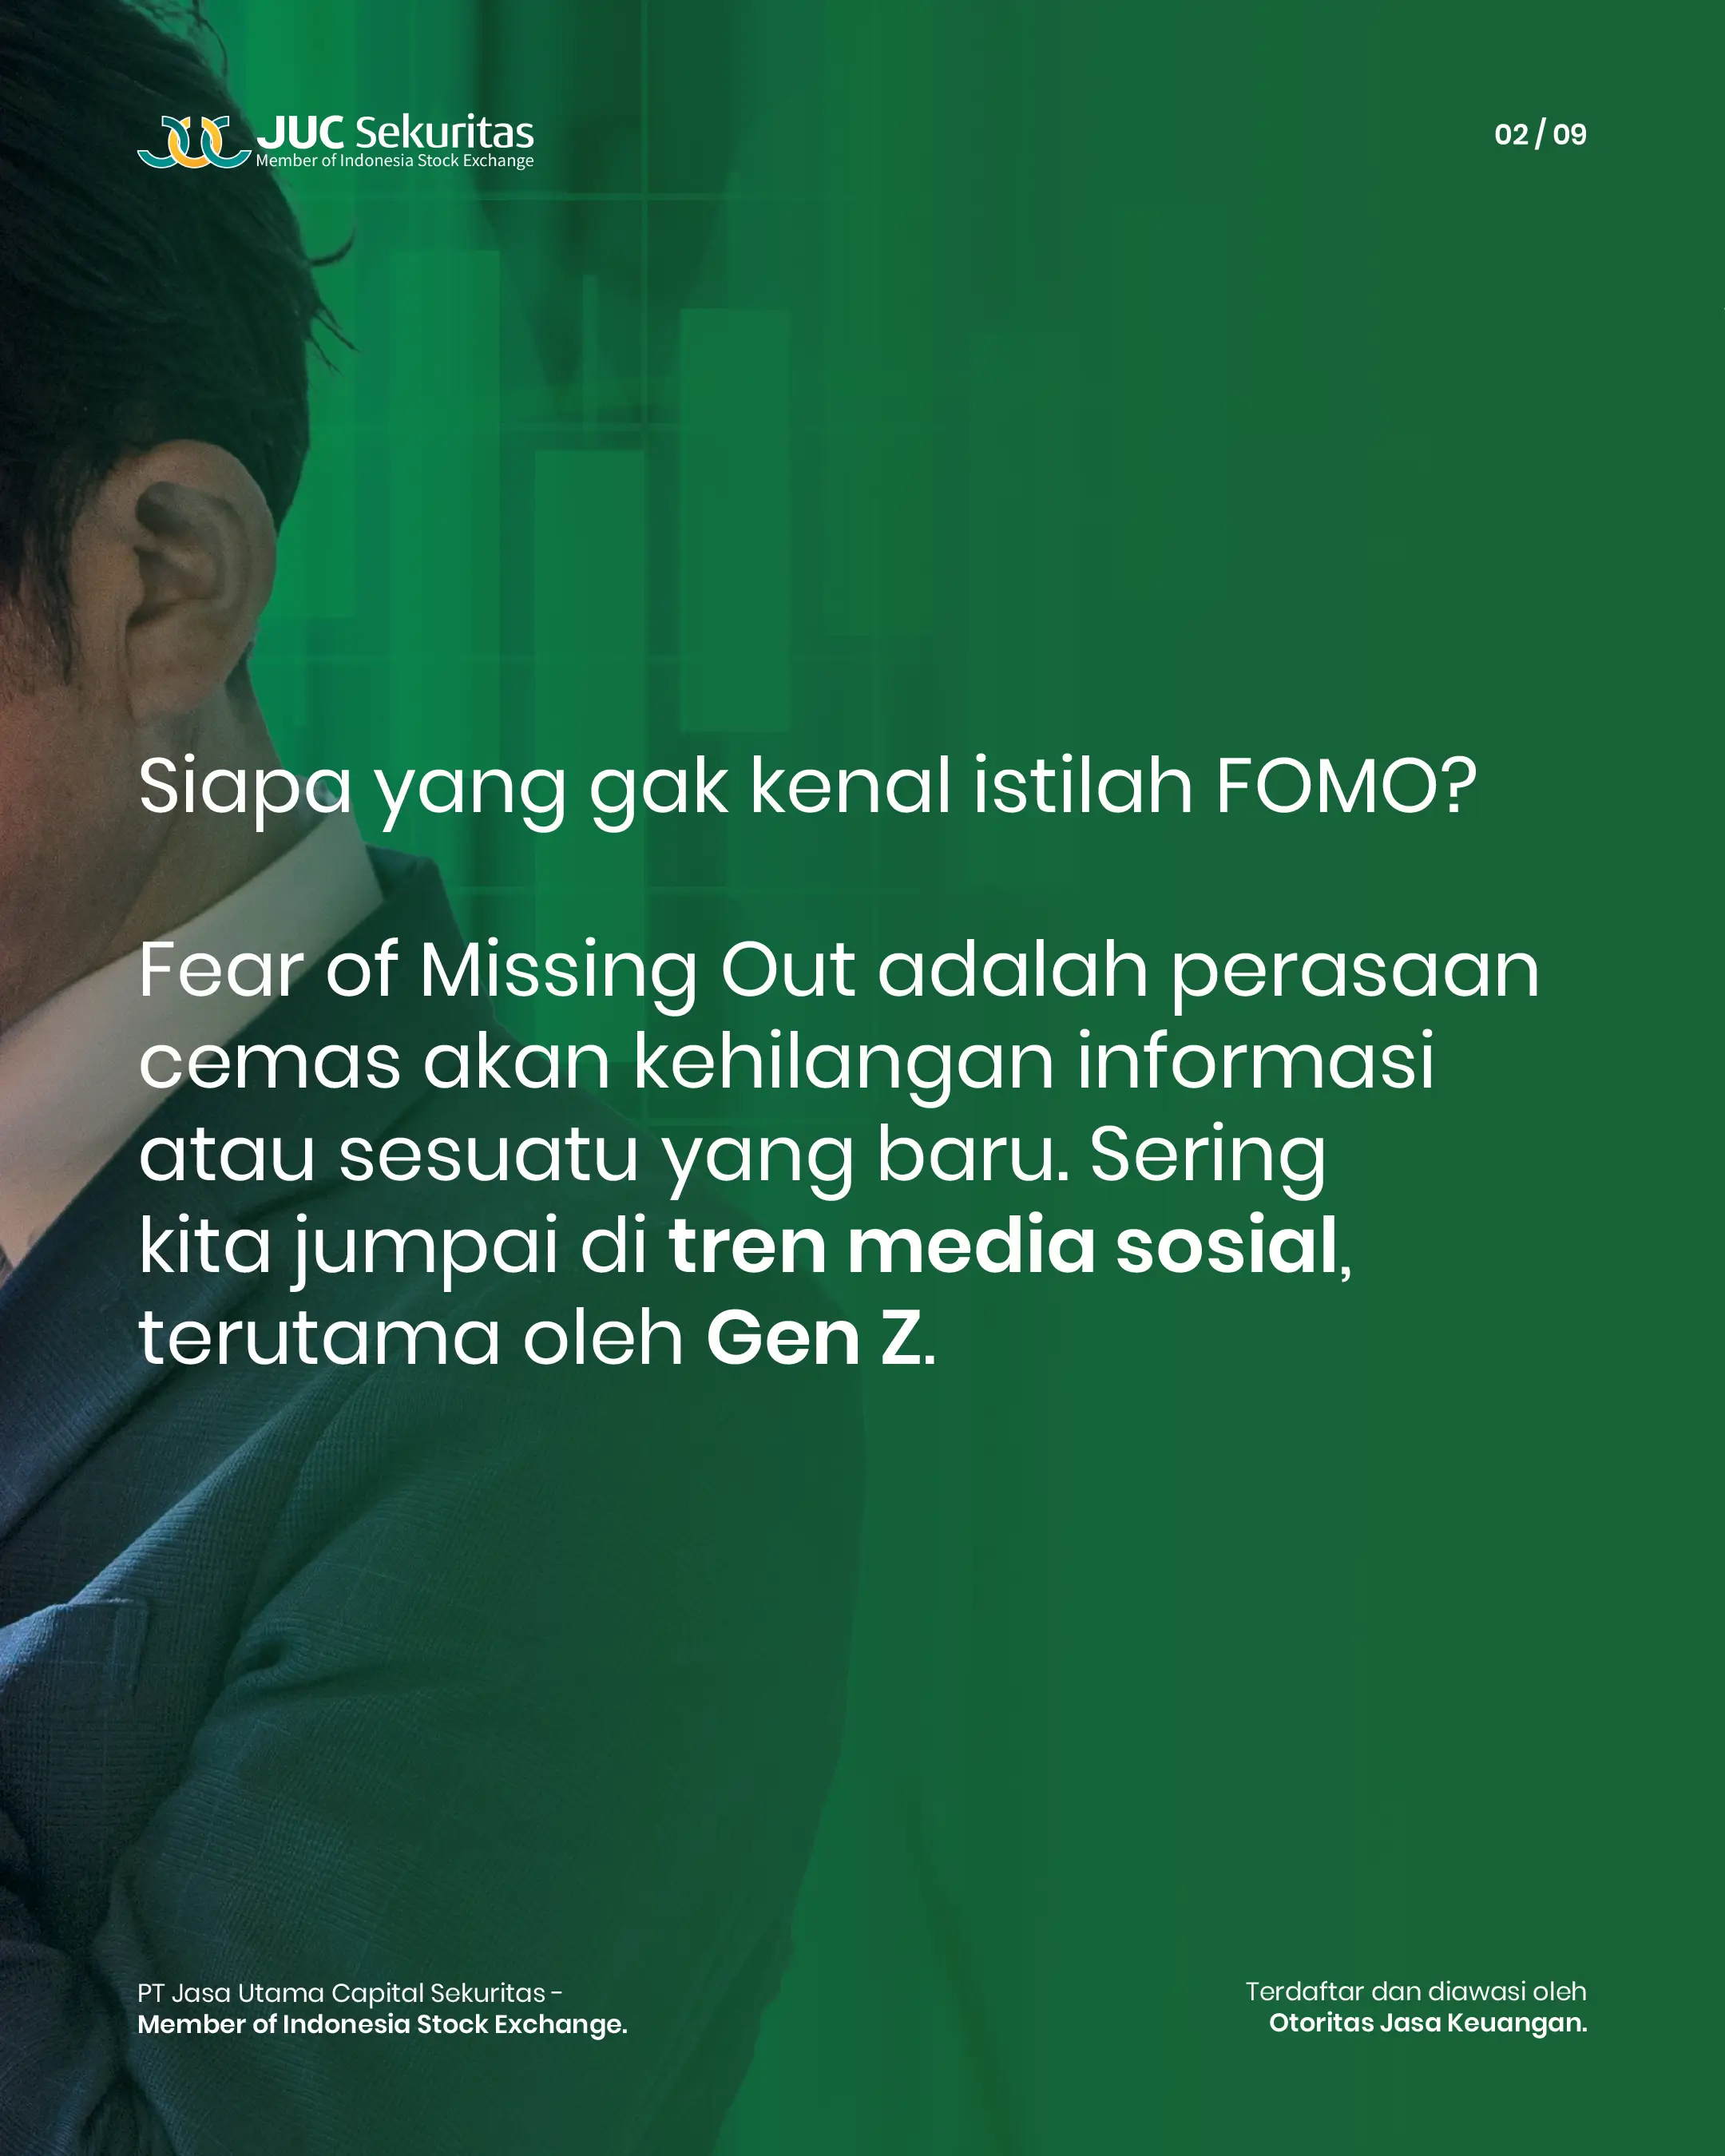 JUC Sekuritas
Member of Indonesia Stock Exchange
02 / 09
Siapa yang gak kenal istilah FOMO?
Fear of Missing Out adalah perasaan
cemas akan kehilangan informasi
atau sesuatu yang baru. Sering
kita jumpai di tren media sosial,
terutama oleh Gen Z.
PT Jasa Utama Capital Sekuritas -
Member of Indonesia Stock Exchange.
Terdaftar dan diawasi oleh
Otoritas Jasa Keuangan.